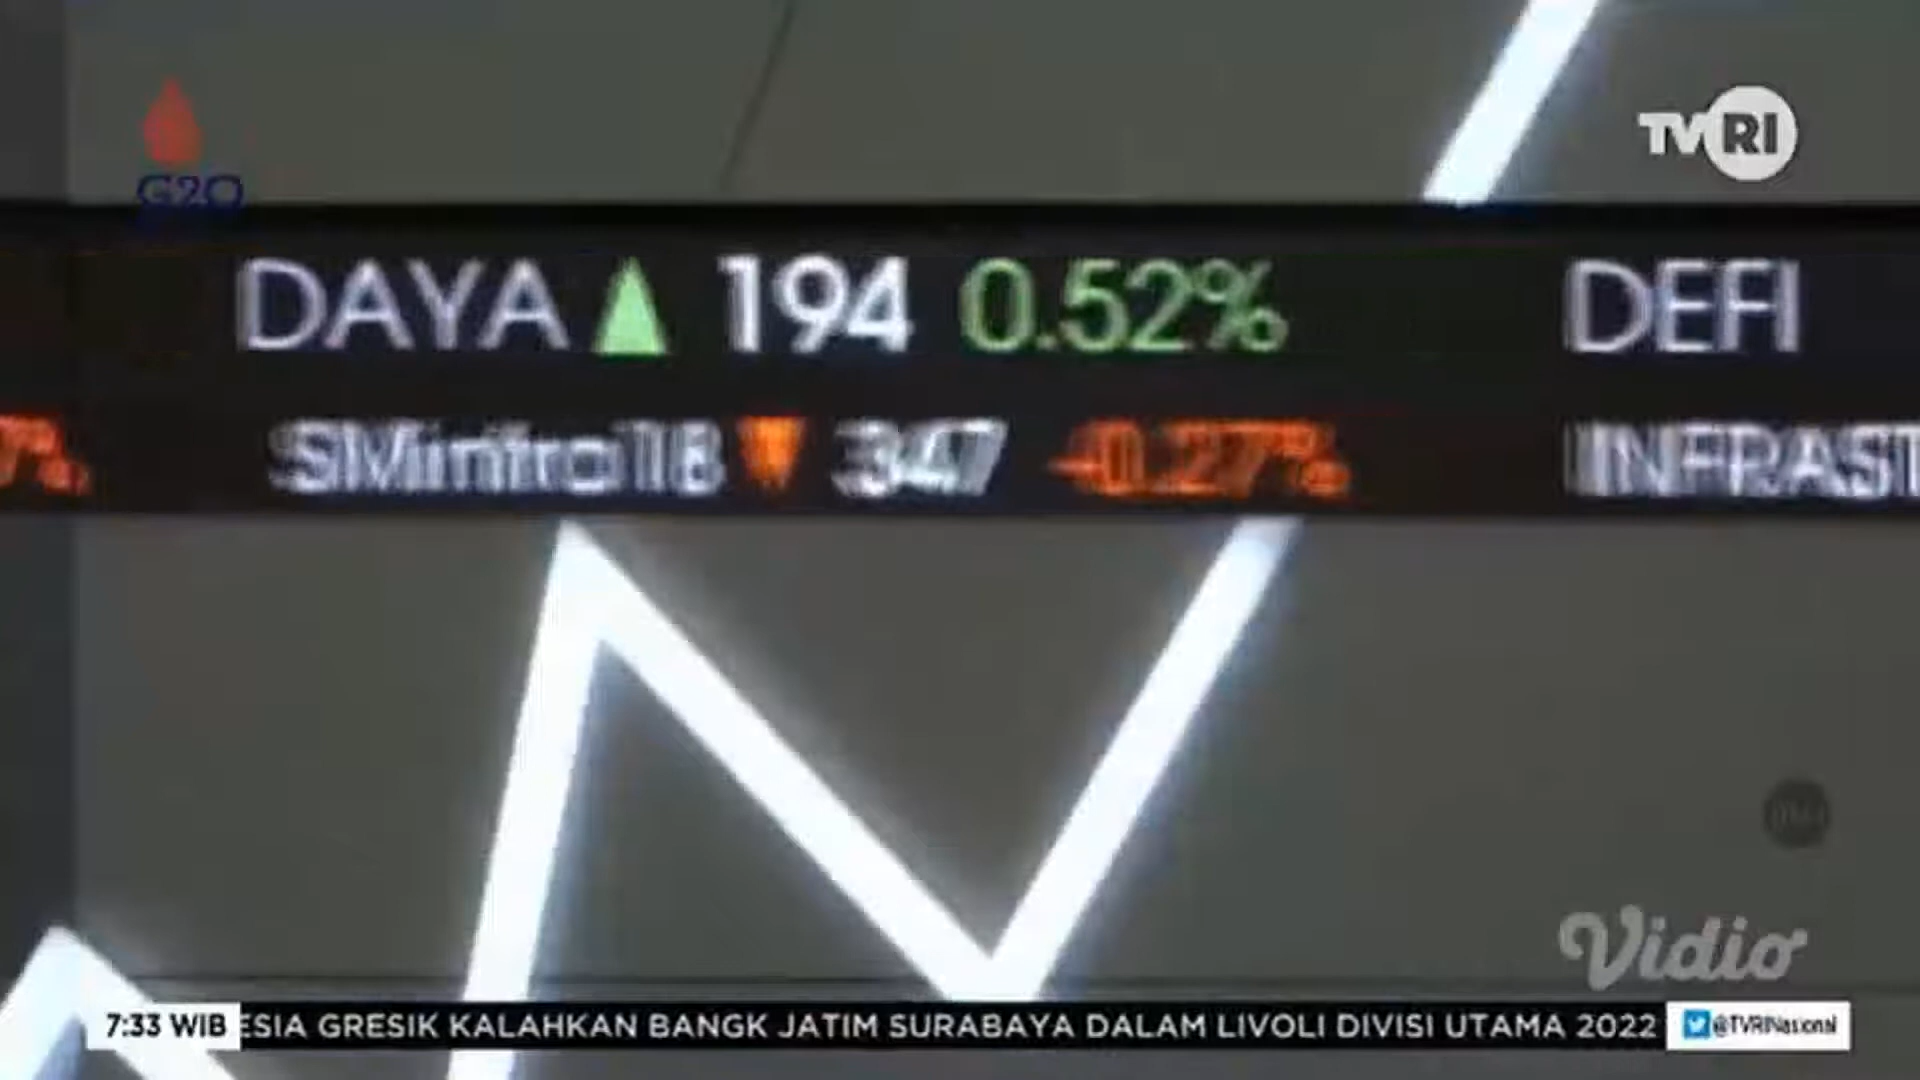 G20
TVRI
DAYA ▲ 194 0.52% DEFI
7% SMinfra18 ▼ 347 -0.27% INFRAST
Vidio
7:33 WIB ESIA GRESIK KALAHKAN BANGK JATIM SURABAYA DALAM LIVOLI DIVISI UTAMA 2022 @TVRINasional